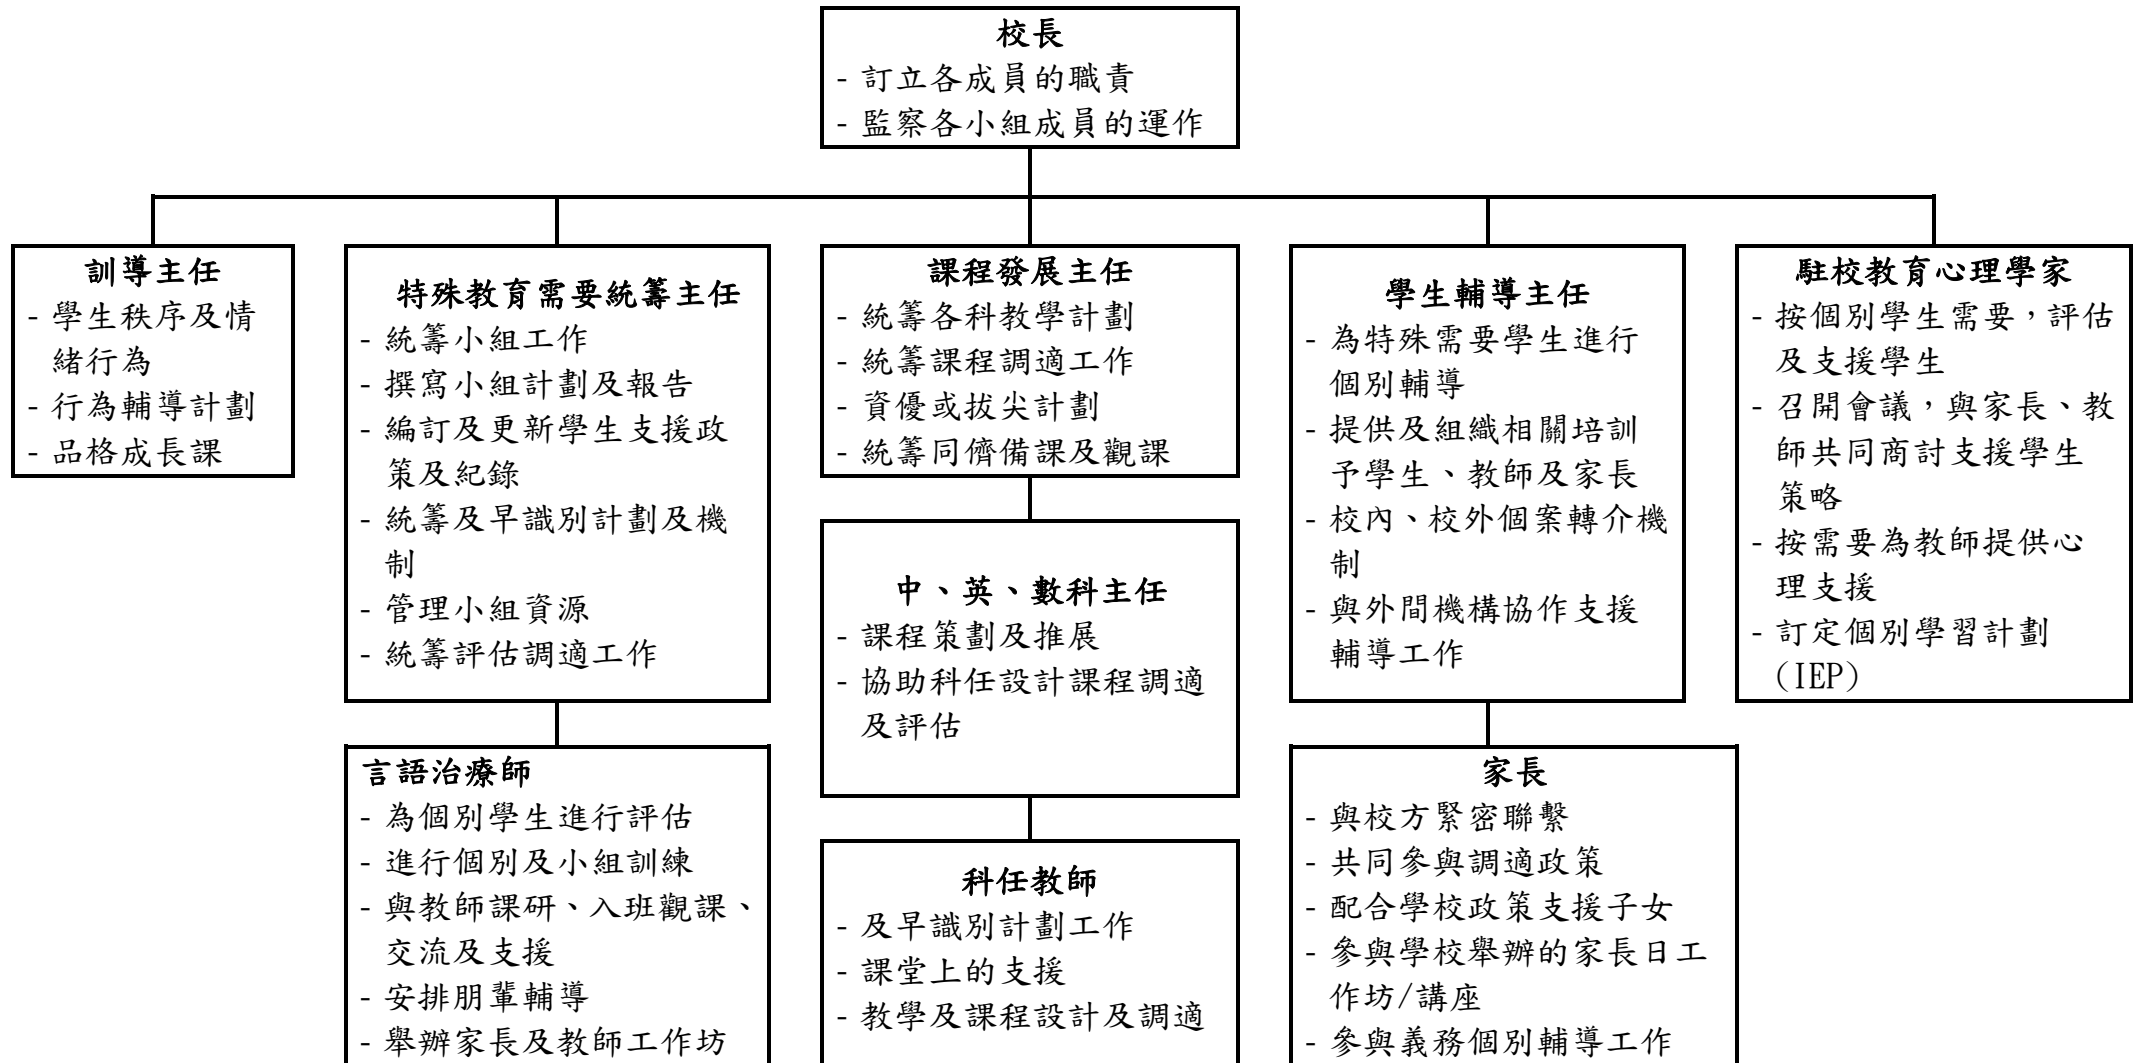 校長
- 訂立各成員的職責
- 監察各小組成員的運作
訓導主任
- 學生秩序及情
緒行為
- 行為輔導計劃
- 品格成長課
特殊教育需要統籌主任
- 統籌小組工作
- 撰寫小組計劃及報告
- 編訂及更新學生支援政
策及紀錄
- 統籌及早識別計劃及機
制
- 管理小組資源
- 統籌評估調適工作
言語治療師
- 為個別學生進行評估
- 進行個別及小組訓練
- 與教師課研、入班觀課、
交流及支援
- 安排朋輩輔導
- 舉辦家長及教師工作坊
課程發展主任
- 統籌各科教學計劃
- 統籌課程調適工作
- 資優或拔尖計劃
- 統籌同儕備課及觀課
中、英、數科主任
- 課程策劃及推展
- 協助科任設計課程調適
及評估
科任教師
- 及早識別計劃工作
- 課堂上的支援
- 教學及課程設計及調適
學生輔導主任
- 為特殊需要學生進行
個別輔導
- 提供及組織相關培訓
予學生、教師及家長
- 校內、校外個案轉介機
制
- 與外間機構協作支援
輔導工作
家長
- 與校方緊密聯繫
- 共同參與調適政策
- 配合學校政策支援子女
- 參與學校舉辦的家長日工
作坊/講座
- 參與義務個別輔導工作
駐校教育心理學家
- 按個別學生需要，評估
及支援學生
- 召開會議，與家長、教
師共同商討支援學生
策略
- 按需要為教師提供心
理支援
- 訂定個別學習計劃
(IEP)